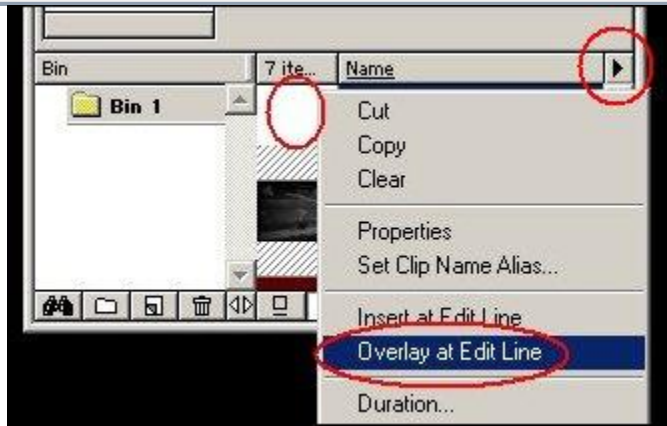 Bin 7 ite... Name
Bin 1
Cut
Copy
Clear
Properties
Set Clip Name Alias...
Insert at Edit Line
Overlay at Edit Line
Duration...